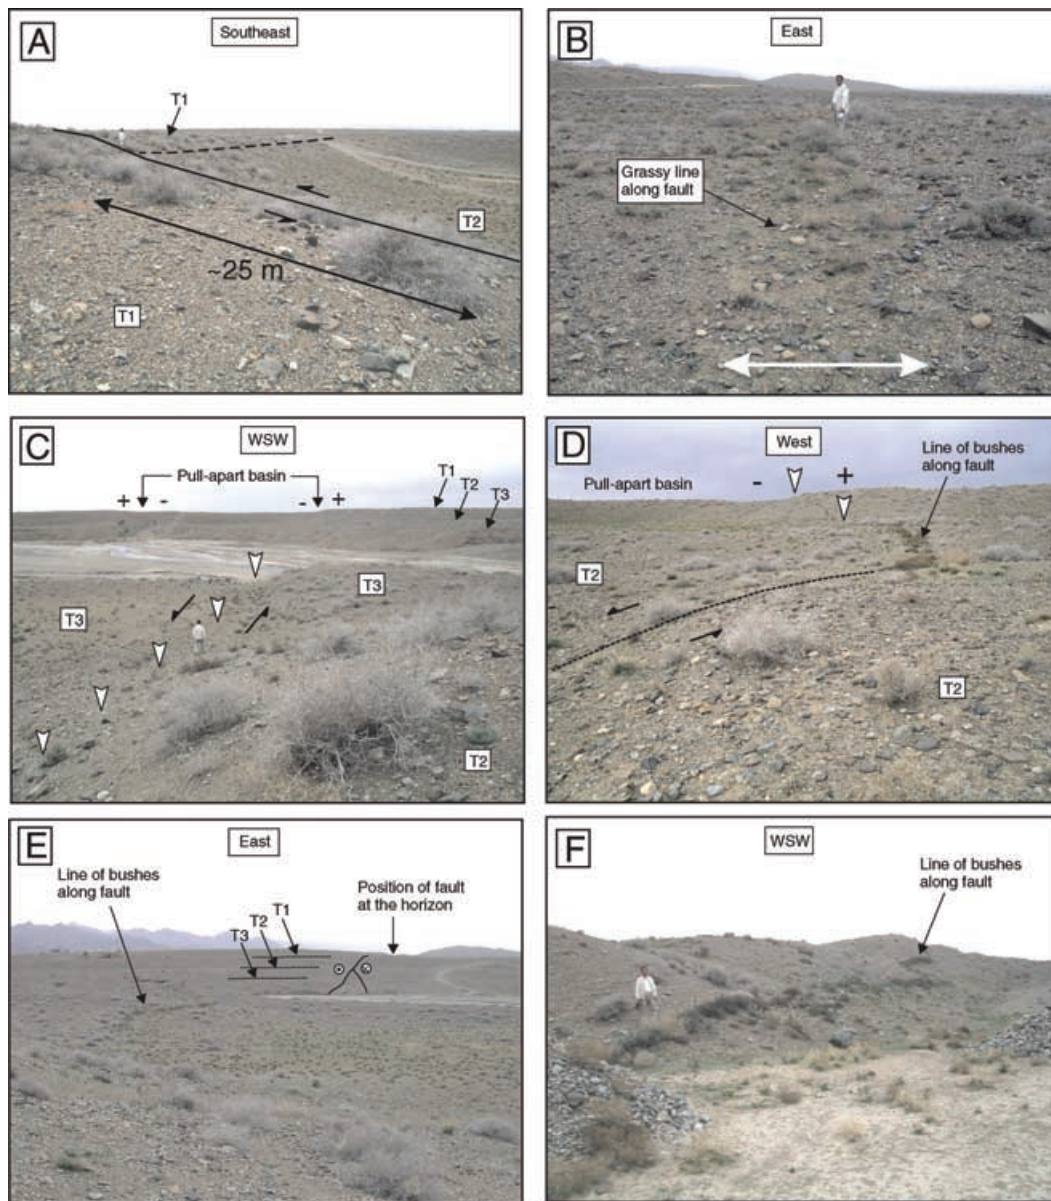 A
Southeast
T1
T2
~25 m
T1
B
East
Grassy line
along fault
C
WSW
Pull-apart basin
+ - - +
T1
T2
T3
T3
T3
T2
D
West
Line of bushes
along fault
Pull-apart basin - +
T2
T2
E
East
Line of bushes
along fault
Position of fault
at the horizon
T1
T2
T3
F
WSW
Line of bushes
along fault